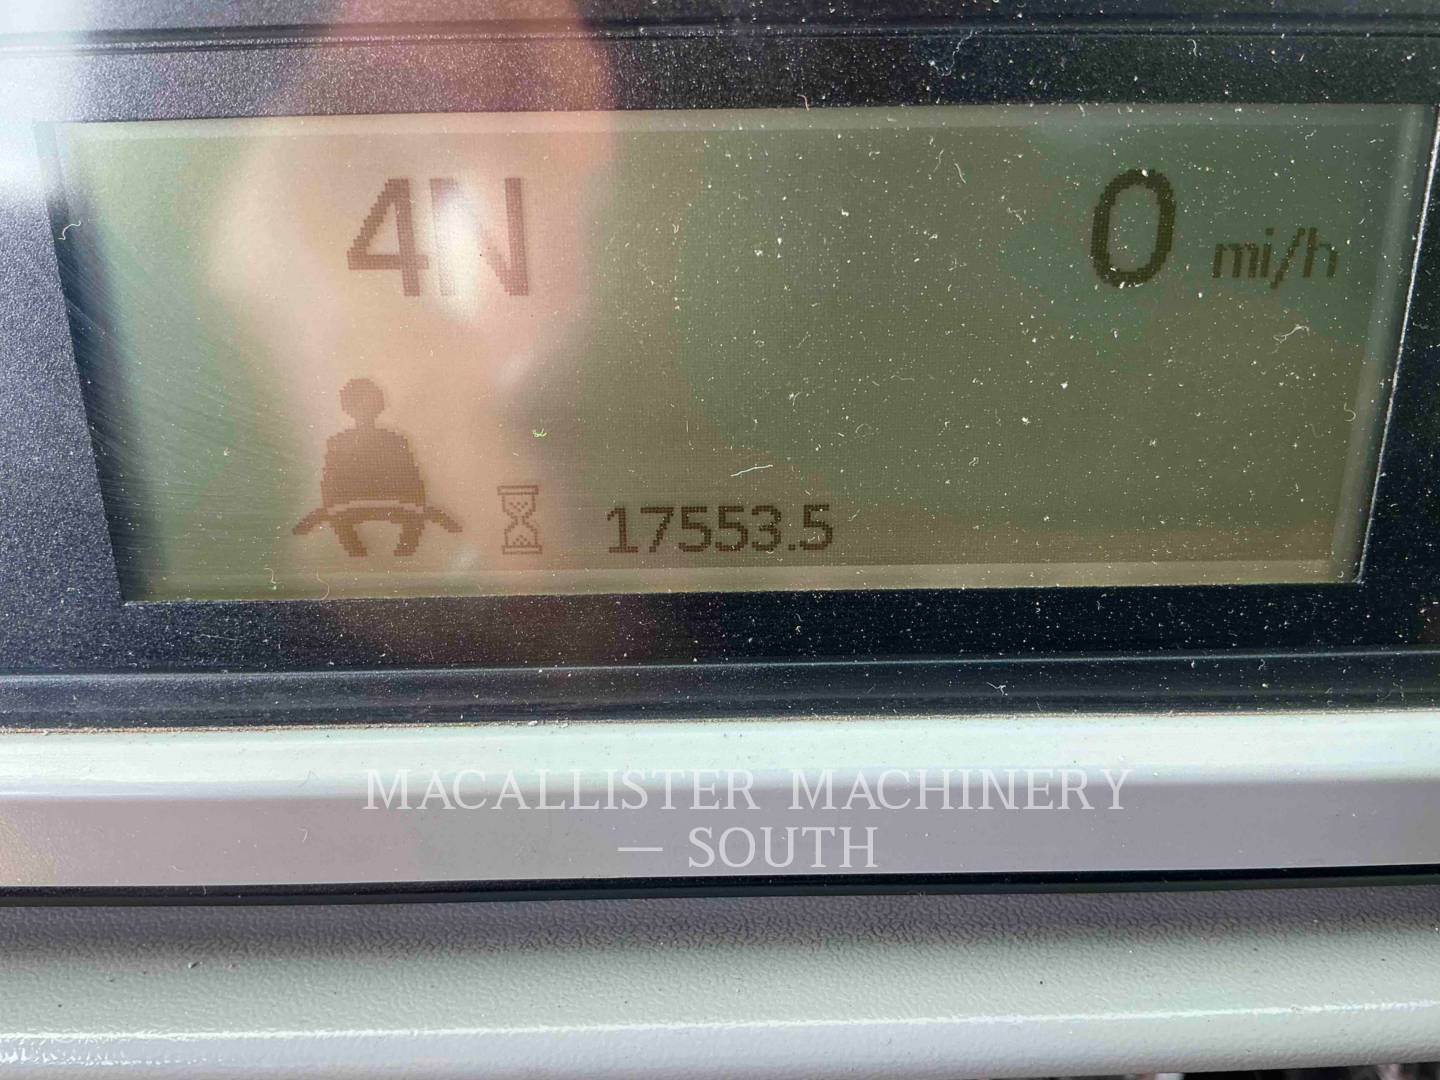 4N 0 mi/h
17553.5
MACALLISTER MACHINERY
— SOUTH